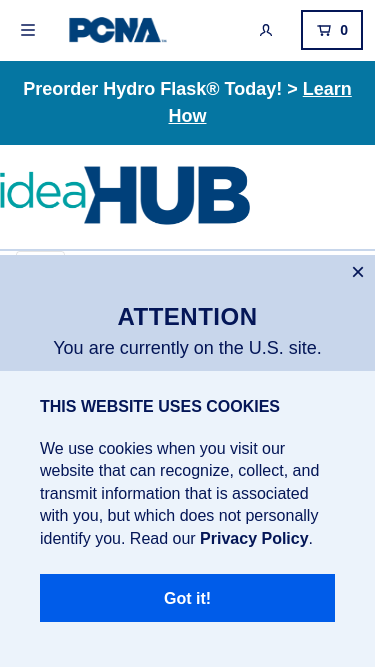 PCNA
0
Preorder Hydro Flask® Today! > Learn
How
ideaHUB
ATTENTION
You are currently on the U.S. site.
THIS WEBSITE USES COOKIES
We use cookies when you visit our
website that can recognize, collect, and
transmit information that is associated
with you, but which does not personally
identify you. Read our Privacy Policy.
Got it!